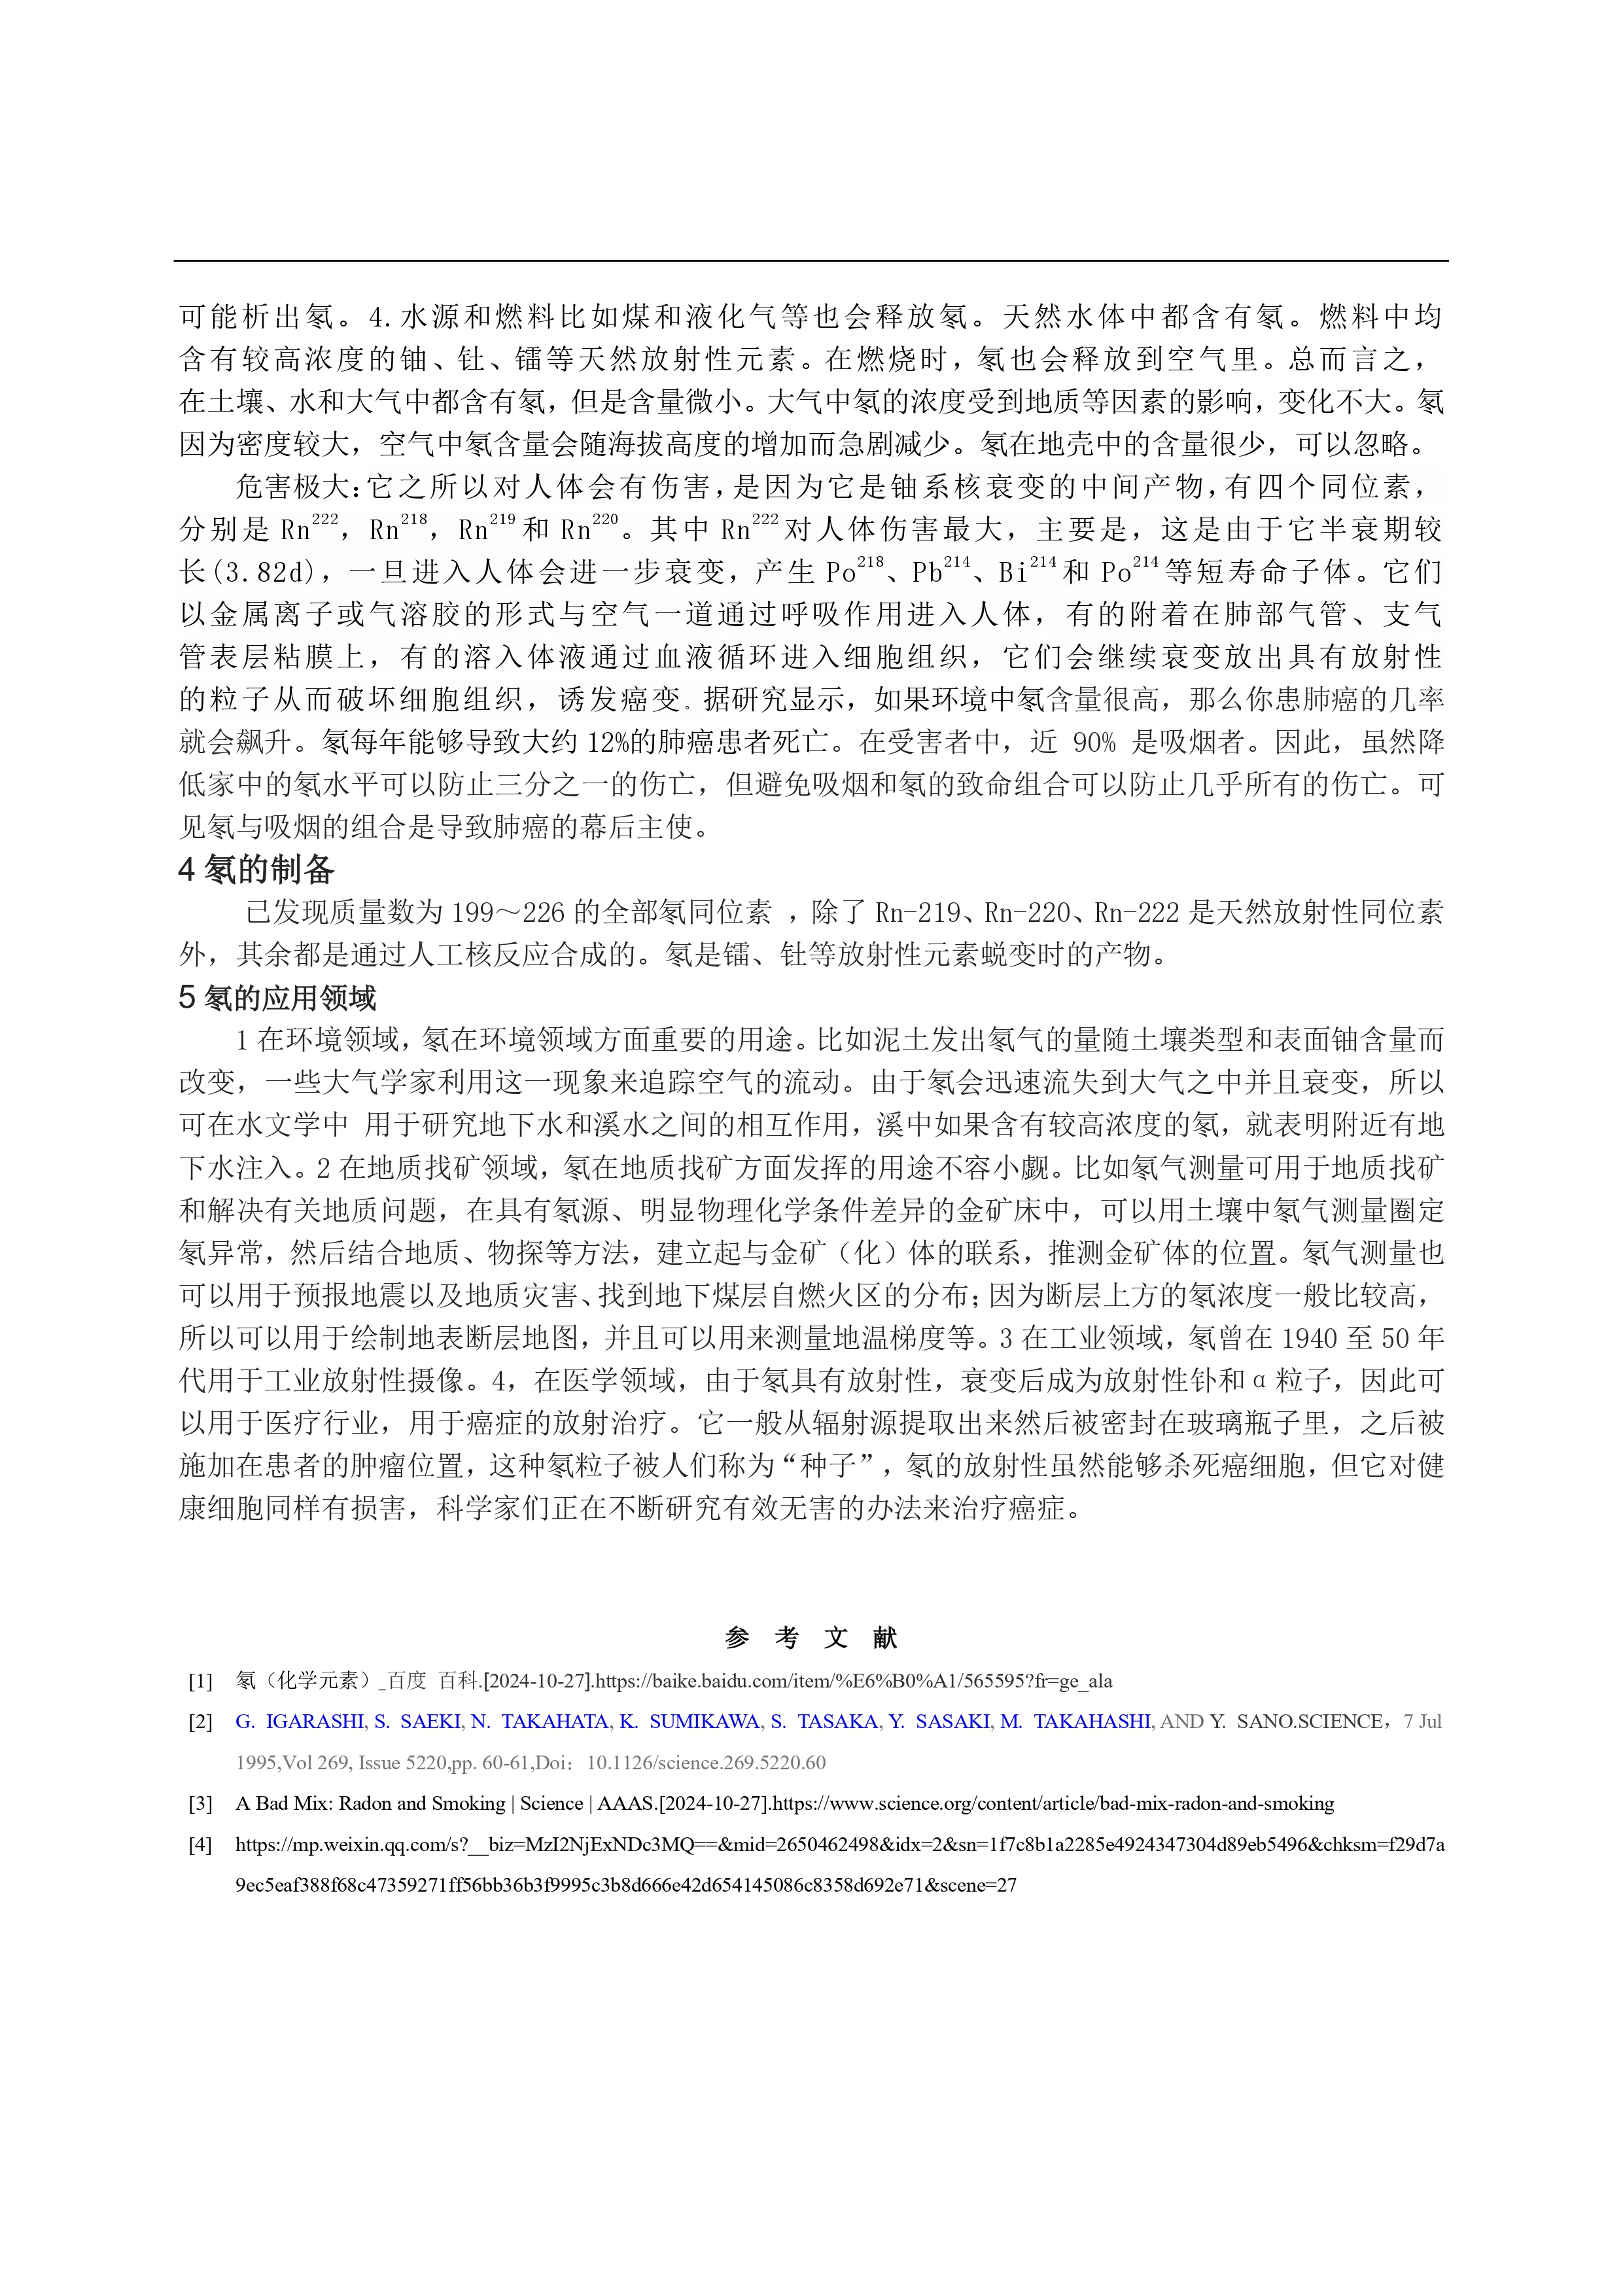 可能析出氡。4.水源和燃料比如煤和液化气等也会释放氡。天然水体中都含有氡。燃料中均
含有较高浓度的铀、钍、镭等天然放射性元素。在燃烧时，氡也会释放到空气里。总而言之，
在土壤、水和大气中都含有氡，但是含量微小。大气中氡的浓度受到地质等因素的影响，变化不大。氡
因为密度较大，空气中氡含量会随海拔高度的增加而急剧减少。氡在地壳中的含量很少，可以忽略。
危害极大：它之所以对人体会有伤害，是因为它是铀系核衰变的中间产物，有四个同位素，
分别是 Rn²²²，Rn²¹⁸，Rn²¹⁹和 Rn²²⁰。其中 Rn²²²对人体伤害最大，主要是，这是由于它半衰期较
长(3.82d)，一旦进入人体会进一步衰变，产生 Po²¹⁸、Pb²¹⁴、Bi²¹⁴和 Po²¹⁴等短寿命子体。它们
以金属离子或气溶胶的形式与空气一道通过呼吸作用进入人体，有的附着在肺部气管、支气
管表层粘膜上，有的溶入体液通过血液循环进入细胞组织，它们会继续衰变放出具有放射性
的粒子从而破坏细胞组织，诱发癌变。据研究显示，如果环境中氡含量很高，那么你患肺癌的几率
就会飙升。氡每年能够导致大约 12%的肺癌患者死亡。在受害者中，近 90% 是吸烟者。因此，虽然降
低家中的氡水平可以防止三分之一的伤亡，但避免吸烟和氡的致命组合可以防止几乎所有的伤亡。可
见氡与吸烟的组合是导致肺癌的幕后主使。
4 氡的制备
已发现质量数为 199～226 的全部氡同位素 ，除了 Rn-219、Rn-220、Rn-222 是天然放射性同位素
外，其余都是通过人工核反应合成的。氡是镭、钍等放射性元素蜕变时的产物。
5 氡的应用领域
1 在环境领域，氡在环境领域方面重要的用途。比如泥土发出氡气的量随土壤类型和表面铀含量而
改变，一些大气学家利用这一现象来追踪空气的流动。由于氡会迅速流失到大气之中并且衰变，所以
可在水文学中 用于研究地下水和溪水之间的相互作用，溪中如果含有较高浓度的氡，就表明附近有地
下水注入。2 在地质找矿领域，氡在地质找矿方面发挥的用途不容小觑。比如氡气测量可用于地质找矿
和解决有关地质问题，在具有氡源、明显物理化学条件差异的金矿床中，可以用土壤中氡气测量圈定
氡异常，然后结合地质、物探等方法，建立起与金矿（化）体的联系，推测金矿体的位置。氡气测量也
可以用于预报地震以及地质灾害、找到地下煤层自燃火区的分布；因为断层上方的氡浓度一般比较高，
所以可以用于绘制地表断层地图，并且可以用来测量地温梯度等。3 在工业领域，氡曾在 1940 至 50 年
代用于工业放射性摄像。4，在医学领域，由于氡具有放射性，衰变后成为放射性钋和α粒子，因此可
以用于医疗行业，用于癌症的放射治疗。它一般从辐射源提取出来然后被密封在玻璃瓶子里，之后被
施加在患者的肿瘤位置，这种氡粒子被人们称为“种子”，氡的放射性虽然能够杀死癌细胞，但它对健
康细胞同样有损害，科学家们正在不断研究有效无害的办法来治疗癌症。
参 考 文 献
[1] 氡（化学元素）_百度 百科.[2024-10-27].https://baike.baidu.com/item/%E6%B0%A1/565595?fr=ge_ala
[2] G. IGARASHI, S. SAEKI, N. TAKAHATA, K. SUMIKAWA, S. TASAKA, Y. SASAKI, M. TAKAHASHI, AND Y. SANO.SCIENCE，7 Jul
1995,Vol 269, Issue 5220,pp. 60-61,Doi：10.1126/science.269.5220.60
[3] A Bad Mix: Radon and Smoking | Science | AAAS.[2024-10-27].https://www.science.org/content/article/bad-mix-radon-and-smoking
[4] https://mp.weixin.qq.com/s?__biz=MzI2NjExNDc3MQ==&mid=2650462498&idx=2&sn=1f7c8b1a2285e4924347304d89eb5496&chksm=f29d7a
9ec5eaf388f68c47359271ff56bb36b3f9995c3b8d666e42d654145086c8358d692e71&scene=27